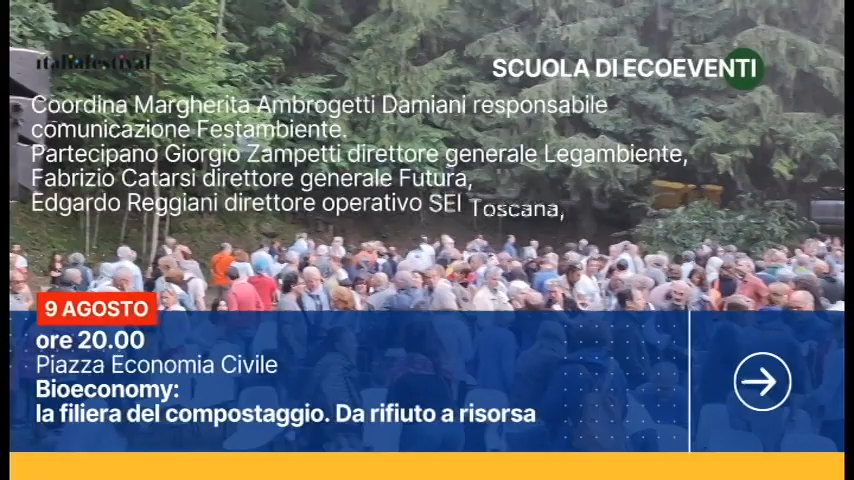 italiafestival
SCUOLA DI ECOEVENTI
Coordina Margherita Ambrogetti Damiani responsabile
comunicazione Festambiente.
Partecipano Giorgio Zampetti direttore generale Legambiente,
Fabrizio Catarsi direttore generale Futura,
Edgardo Reggiani direttore operativo SEI Toscana,
9 AGOSTO
ore 20.00
Piazza Economia Civile
Bioeconomy:
la filiera del compostaggio. Da rifiuto a risorsa